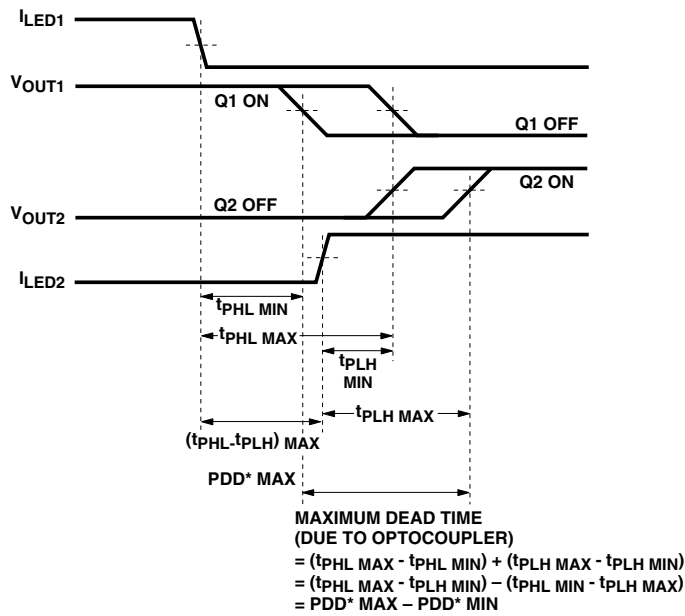 ILED1
VOUT1
Q1 ON
Q1 OFF
Q2 ON
Q2 OFF
VOUT2
ILED2
tPHL MIN
tPHL MAX
tPLH
MIN
tPLH MAX
(tPHL-tPLH) MAX
PDD* MAX
MAXIMUM DEAD TIME
(DUE TO OPTOCOUPLER)
= (tPHL MAX - tPHL MIN) + (tPLH MAX - tPLH MIN)
= (tPHL MAX - tPLH MIN) – (tPHL MIN - tPLH MAX)
= PDD* MAX – PDD* MIN